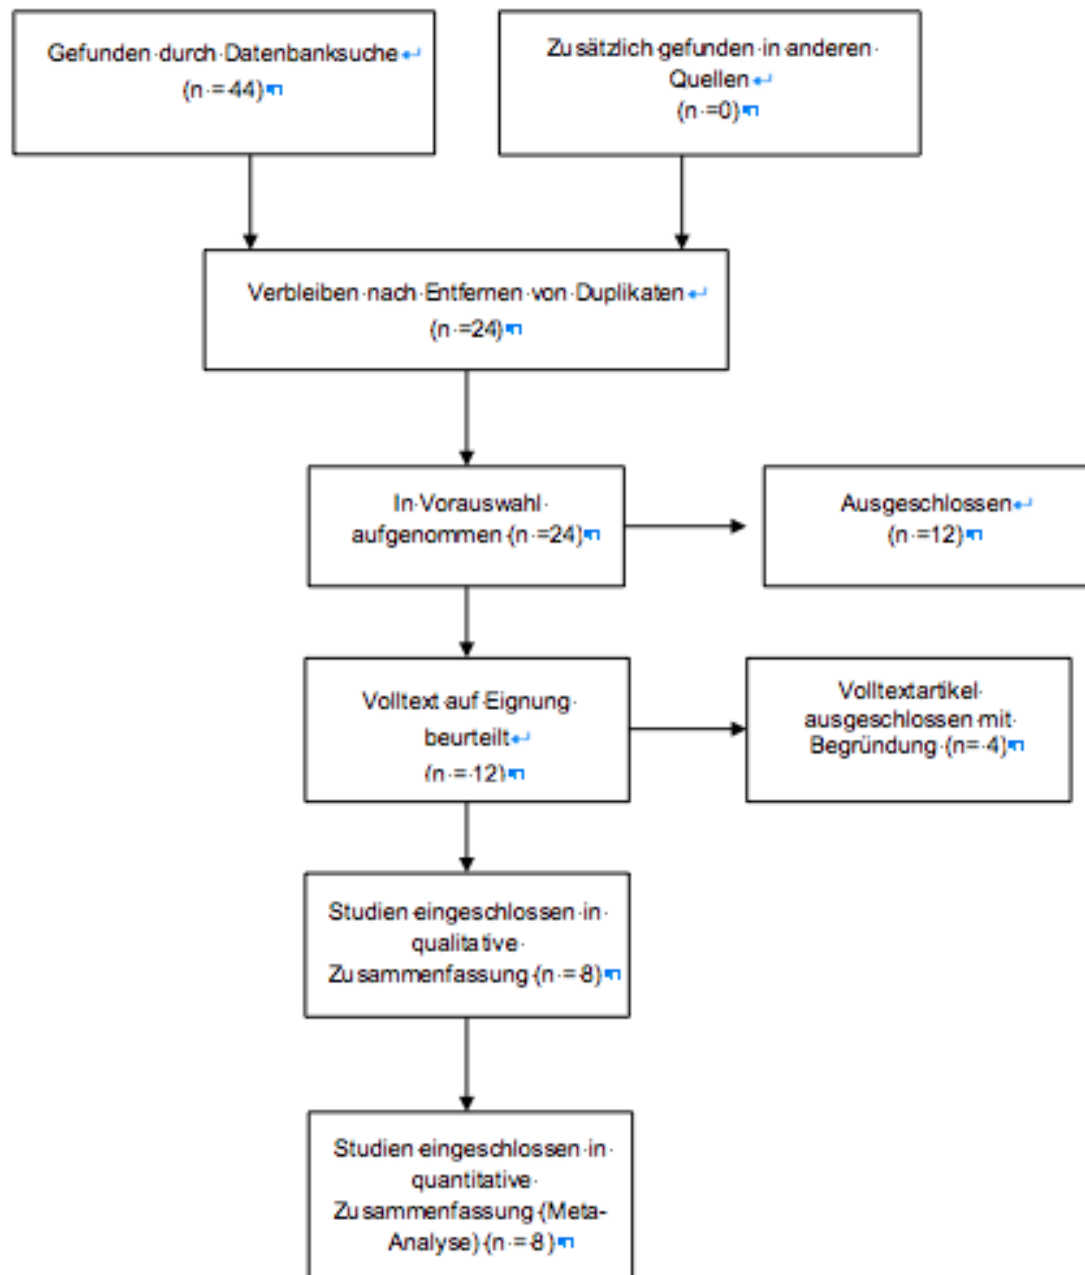 Gefunden durch Datenbanksuche
(n = 44)
Zusätzlich gefunden in anderen
Quellen
(n =0)
Verbleiben nach Entfernen von Duplikaten
(n =24)
In Vorauswahl
aufgenommen (n =24)
Ausgeschlossen
(n =12)
Volltext auf Eignung
beurteilt
(n = 12)
Volltextartikel
ausgeschlossen mit
Begründung (n= 4)
Studien eingeschlossen in
qualitative
Zusammenfassung (n = 8)
Studien eingeschlossen in
quantitative
Zusammenfassung (Meta-
Analyse) (n = 8)